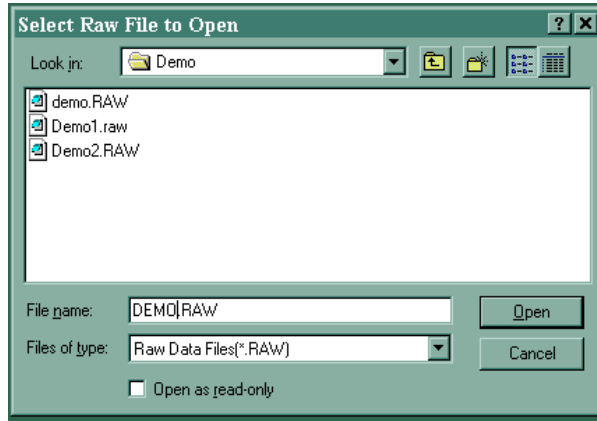 Select Raw File to Open
Look in: Demo
demo.RAW
Demo1.raw
Demo2.RAW
File name: DEMO.RAW Open
Files of type: Raw Data Files(*.RAW) Cancel
Open as read-only